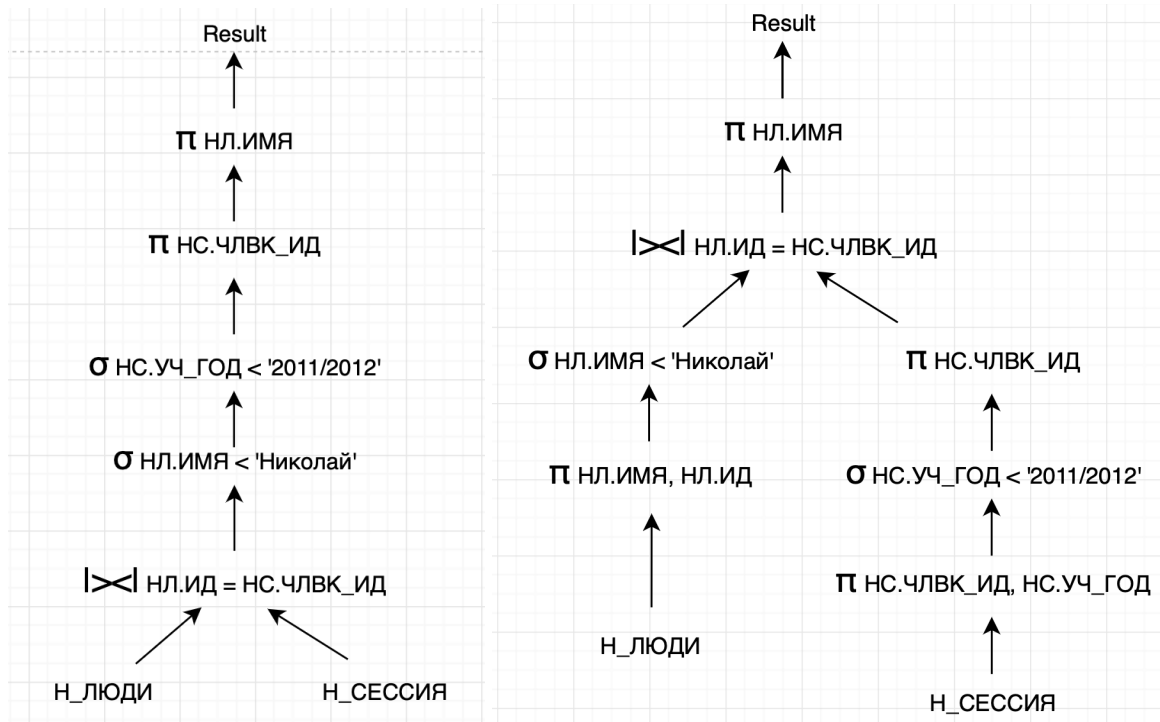 Result
π НЛ.ИМЯ
π НС.ЧЛВК_ИД
σ НС.УЧ_ГОД < '2011/2012'
σ НЛ.ИМЯ < 'Николай'
|><| НЛ.ИД = НС.ЧЛВК_ИД
Н_ЛЮДИ
Н_СЕССИЯ
Result
π НЛ.ИМЯ
|><| НЛ.ИД = НС.ЧЛВК_ИД
σ НЛ.ИМЯ < 'Николай'
π НС.ЧЛВК_ИД
π НЛ.ИМЯ, НЛ.ИД
σ НС.УЧ_ГОД < '2011/2012'
π НС.ЧЛВК_ИД, НС.УЧ_ГОД
Н_ЛЮДИ
Н_СЕССИЯ